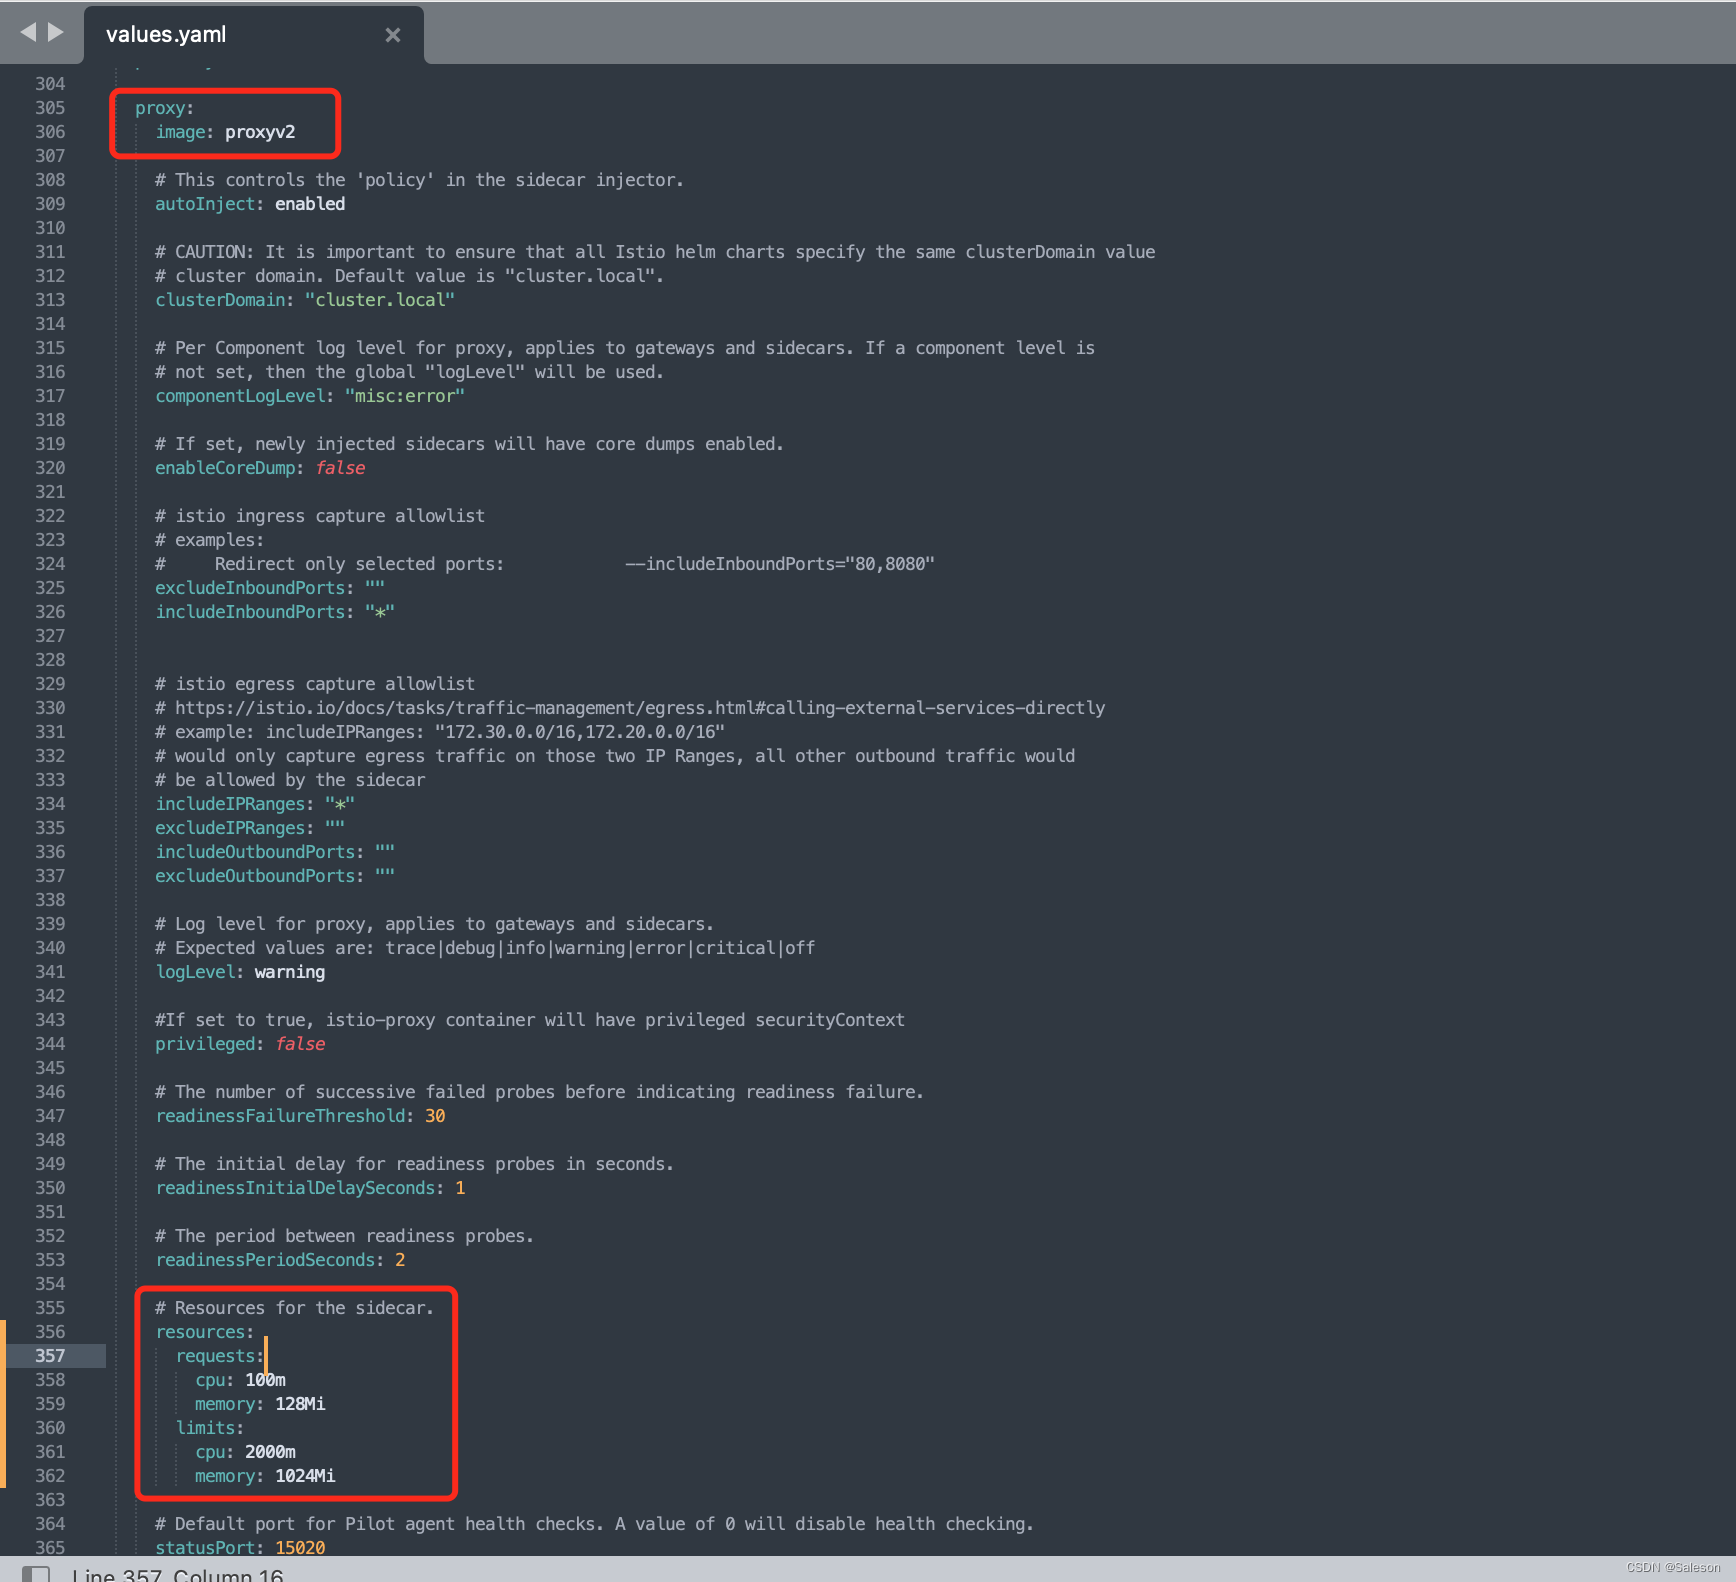 values.yaml
304
305 proxy:
306 image: proxyv2
307
308 # This controls the 'policy' in the sidecar injector.
309 autoInject: enabled
310
311 # CAUTION: It is important to ensure that all Istio helm charts specify the same clusterDomain value
312 # cluster domain. Default value is "cluster.local".
313 clusterDomain: "cluster.local"
314
315 # Per Component log level for proxy, applies to gateways and sidecars. If a component level is
316 # not set, then the global "logLevel" will be used.
317 componentLogLevel: "misc:error"
318
319 # If set, newly injected sidecars will have core dumps enabled.
320 enableCoreDump: false
321
322 # istio ingress capture allowlist
323 # examples:
324 #     Redirect only selected ports:            --includeInboundPorts="80,8080"
325 excludeInboundPorts: ""
326 includeInboundPorts: "*"
327
328
329 # istio egress capture allowlist
330 # https://istio.io/docs/tasks/traffic-management/egress.html#calling-external-services-directly
331 # example: includeIPRanges: "172.30.0.0/16,172.20.0.0/16"
332 # would only capture egress traffic on those two IP Ranges, all other outbound traffic would
333 # be allowed by the sidecar
334 includeIPRanges: "*"
335 excludeIPRanges: ""
336 includeOutboundPorts: ""
337 excludeOutboundPorts: ""
338
339 # Log level for proxy, applies to gateways and sidecars.
340 # Expected values are: trace|debug|info|warning|error|critical|off
341 logLevel: warning
342
343 #If set to true, istio-proxy container will have privileged securityContext
344 privileged: false
345
346 # The number of successive failed probes before indicating readiness failure.
347 readinessFailureThreshold: 30
348
349 # The initial delay for readiness probes in seconds.
350 readinessInitialDelaySeconds: 1
351
352 # The period between readiness probes.
353 readinessPeriodSeconds: 2
354
355 # Resources for the sidecar.
356 resources:
357 requests:
358 cpu: 100m
359 memory: 128Mi
360 limits:
361 cpu: 2000m
362 memory: 1024Mi
363
364 # Default port for Pilot agent health checks. A value of 0 will disable health checking.
365 statusPort: 15020
Line 357, Column 16
CSDN @Saleson